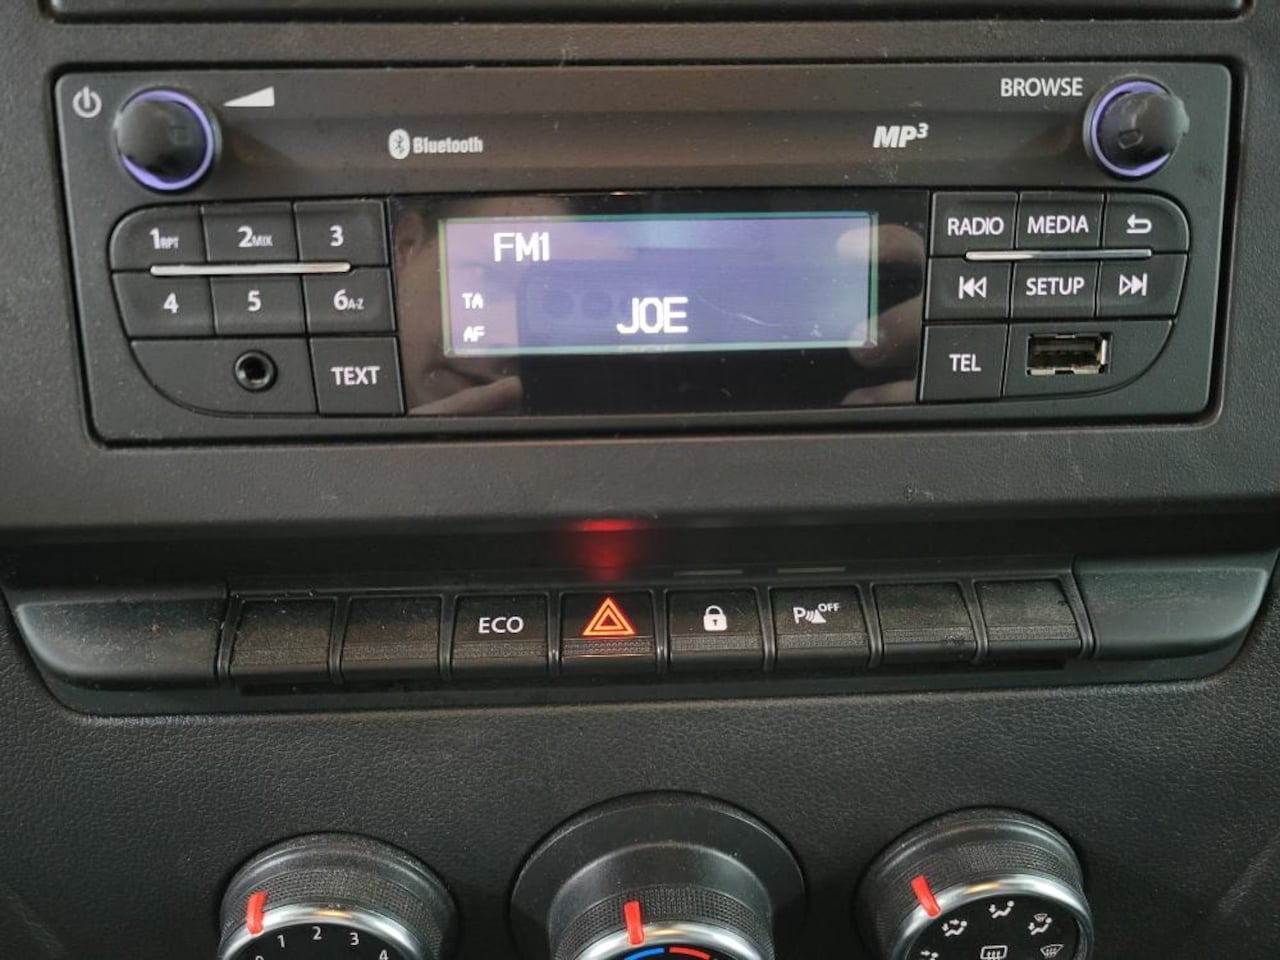 BROWSE
Bluetooth
MP3
1RPT 2MIX 3
4 5 6A-Z
TEXT
FM1
TA
AF
JOE
RADIO MEDIA
SETUP
TEL
ECO
P OFF
1 2 3 4